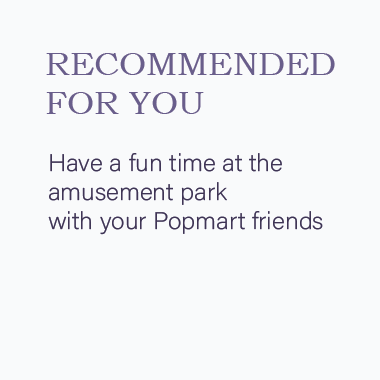 RECOMMENDED
FOR YOU
Have a fun time at the
amusement park
with your Popmart friends